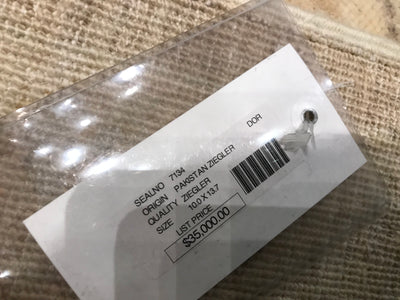 SEALNO 7134
ORIGIN PAKISTAN ZIEGLER DOR
QUALITY ZIEGLER
SIZE 10.0 X 13.7
LIST PRICE
$35,000.00